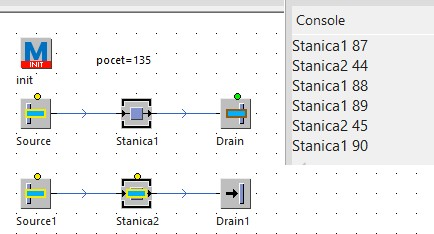 Console
Stanica1 87
Stanica2 44
Stanica1 88
Stanica1 89
Stanica2 45
Stanica1 90
M
INIT
init
pocet=135
Source
Stanica1
Drain
Source1
Stanica2
Drain1